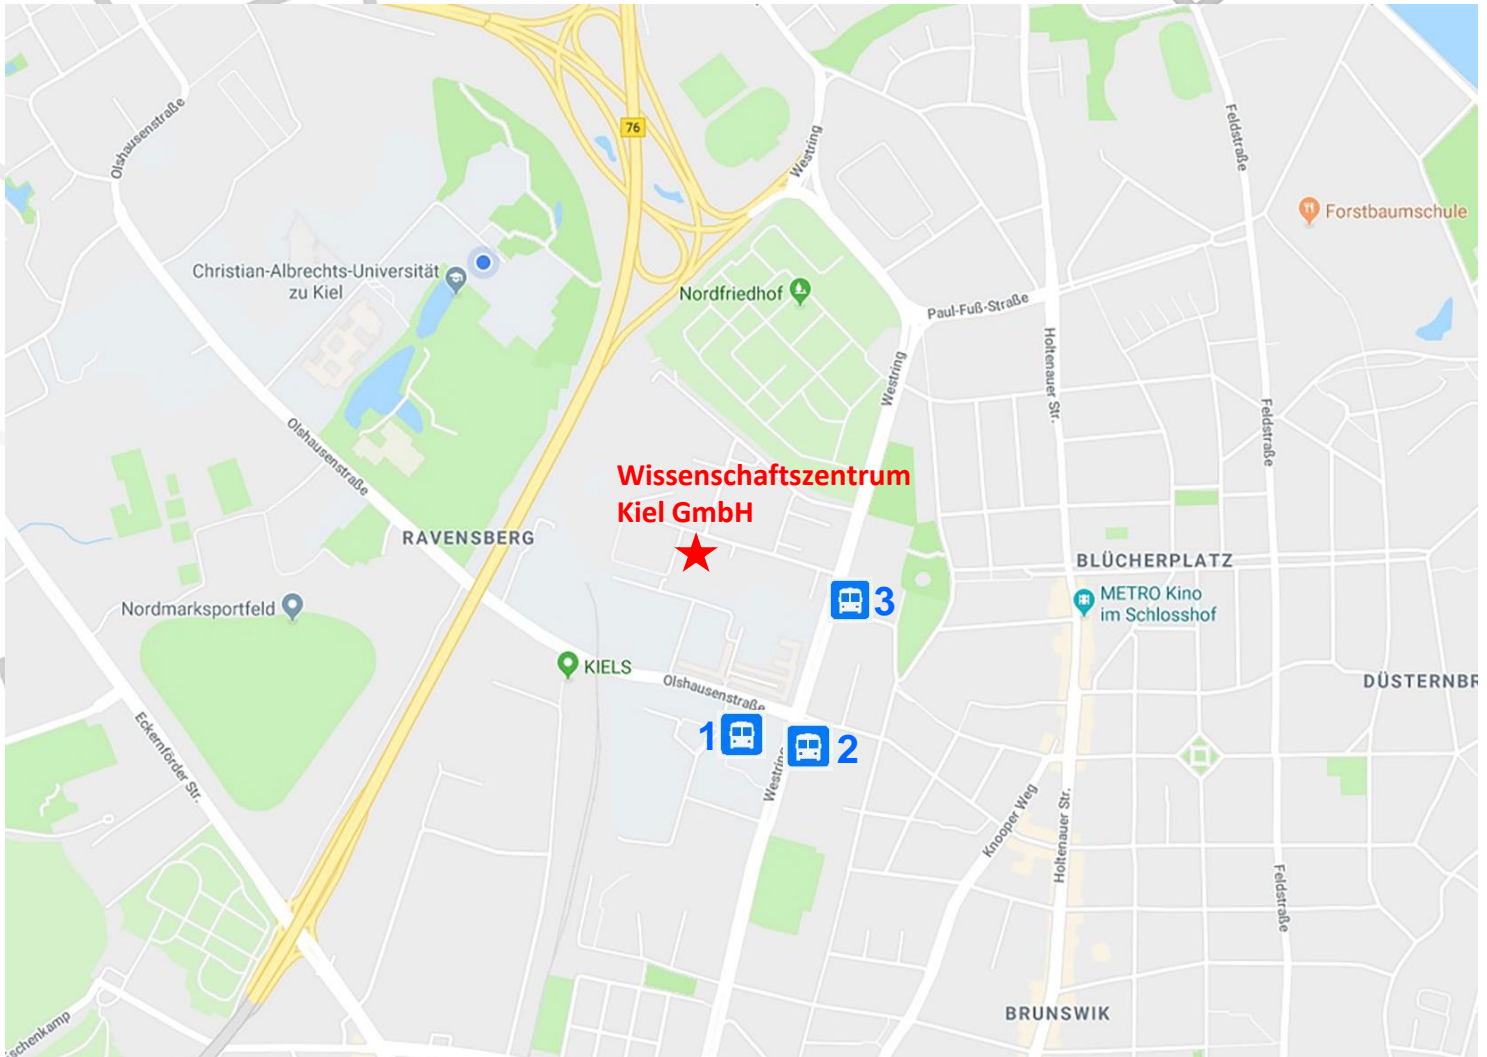 Olshausenstraße
76
Westring
Feldstraße
Forstbaumschule
Christian-Albrechts-Universität
zu Kiel
Nordfriedhof
Paul-Fuß-Straße
Westring
Holtenauer Str.
Feldstraße
Olshausenstraße
Wissenschaftszentrum
Kiel GmbH
RAVENSBERG
BLÜCHERPLATZ
METRO Kino
im Schlosshof
3
Nordmarksportfeld
KIELS
Olshausenstraße
DÜSTERNBR
Eckernförder Str.
1
2
Westring
Knooper Weg
Holtenauer Str.
Feldstraße
BRUNSWIK
schenkamp